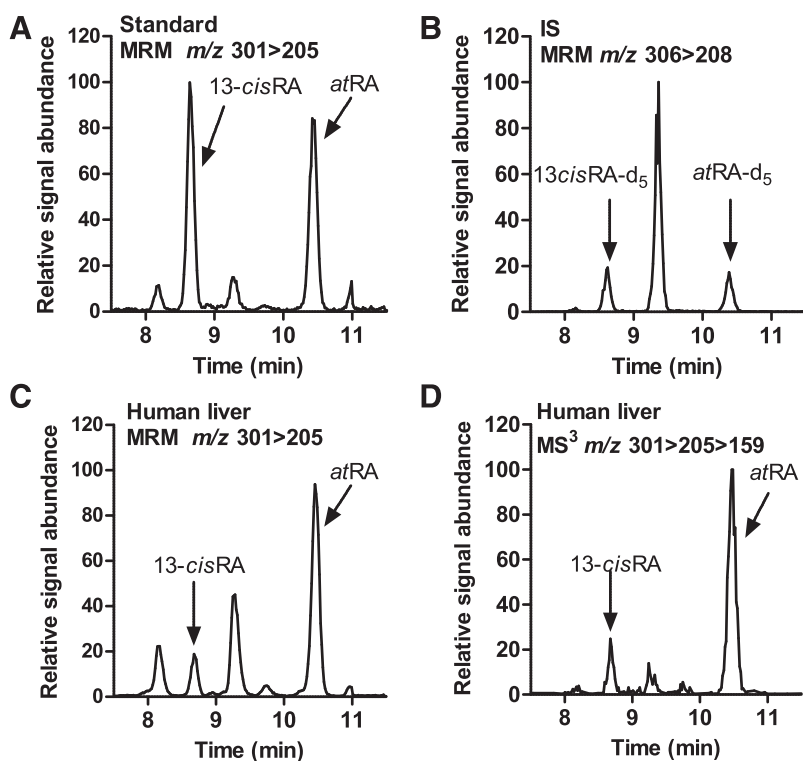 A
Standard
MRM m/z 301>205
Relative signal abundance
120
100
80
60
40
20
0
13-cisRA
atRA
8 9 10 11
Time (min)
B
IS
MRM m/z 306>208
Relative signal abundance
120
100
80
60
40
20
0
13cisRA-d5
atRA-d5
8 9 10 11
Time (min)
C
Human liver
MRM m/z 301>205
Relative signal abundance
120
100
80
60
40
20
0
13-cisRA
atRA
8 9 10 11
Time (min)
D
Human liver
MS3 m/z 301>205>159
Relative signal abundance
120
100
80
60
40
20
0
13-cisRA
atRA
8 9 10 11
Time (min)